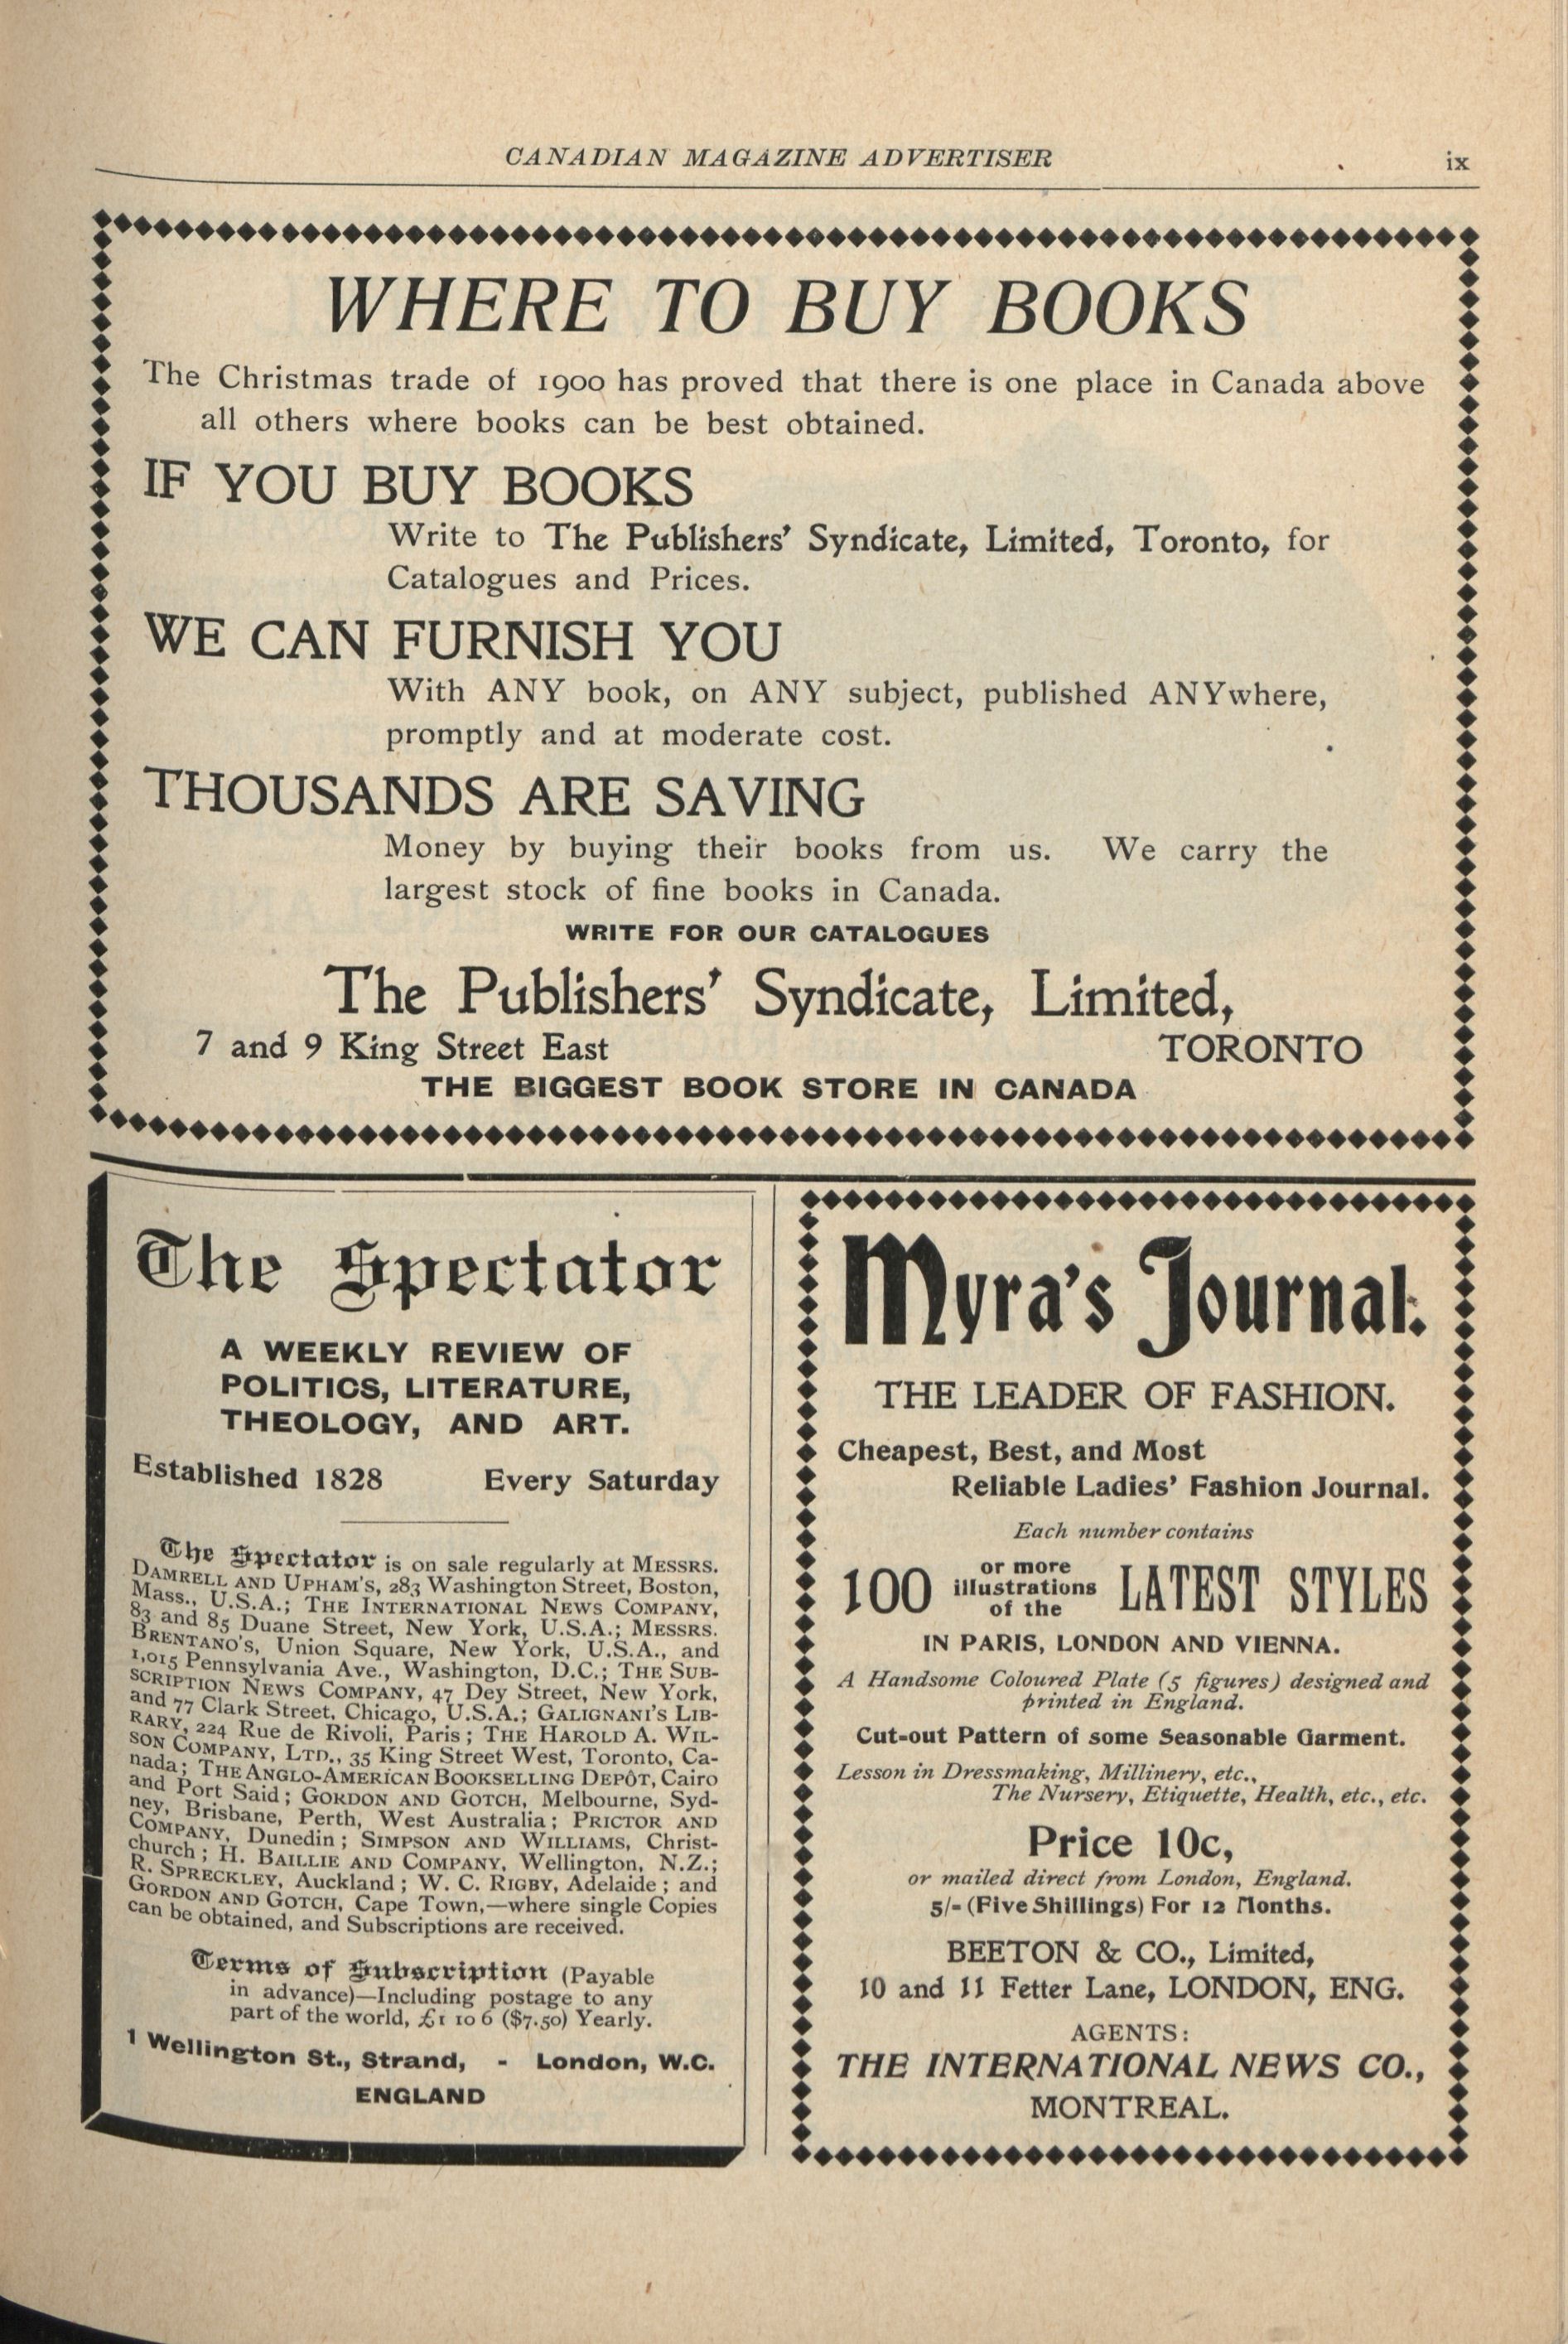 CANADIAN MAGAZINE ADVERTISER
ix
WHERE TO BUY BOOKS
The Christmas trade of 1900 has proved that there is one place in Canada above
all others where books can be best obtained.
IF YOU BUY BOOKS
Write to The Publishers' Syndicate, Limited, Toronto, for
Catalogues and Prices.
WE CAN FURNISH YOU
With ANY book, on ANY subject, published ANYwhere,
promptly and at moderate cost.
THOUSANDS ARE SAVING
Money by buying their books from us. We carry the
largest stock of fine books in Canada.
WRITE FOR OUR CATALOGUES
The Publishers' Syndicate, Limited,
7 and 9 King Street East TORONTO
THE BIGGEST BOOK STORE IN CANADA
The Spectator
A WEEKLY REVIEW OF
POLITICS, LITERATURE,
THEOLOGY, AND ART.
Established 1828 Every Saturday
The Spectator is on sale regularly at MESSRS.
DAMRELL AND UPHAM'S, 283 Washington Street, Boston,
Mass., U.S.A.; THE INTERNATIONAL NEWS COMPANY,
83 and 85 Duane Street, New York, U.S.A.; MESSRS.
BRENTANO'S, Union Square, New York, U.S.A., and
1,015 Pennsylvania Ave., Washington, D.C.; THE SUB-
SCRIPTION NEWS COMPANY, 47 Dey Street, New York,
and 77 Clark Street, Chicago, U.S.A.; GALIGNANI'S LIB-
RARY, 224 Rue de Rivoli, Paris; THE HAROLD A. WIL-
SON COMPANY, LTD., 35 King Street West, Toronto, Ca-
nada; THE ANGLO-AMERICAN BOOKSELLING DEPÔT, Cairo
and Port Said; GORDON AND GOTCH, Melbourne, Syd-
ney, Brisbane, Perth, West Australia; PRICTOR AND
COMPANY, Dunedin; SIMPSON AND WILLIAMS, Christ-
church; H. BAILLIE AND COMPANY, Wellington, N.Z.;
R. SPRECKLEY, Auckland; W. C. RIGBY, Adelaide; and
GORDON AND GOTCH, Cape Town,—where single Copies
can be obtained, and Subscriptions are received.
Terms of Subscription (Payable
in advance)—Including postage to any
part of the world, £1 10 6 ($7.50) Yearly.
1 Wellington St., Strand, - London, W.C.
ENGLAND
Myra's Journal.
THE LEADER OF FASHION.
Cheapest, Best, and Most
Reliable Ladies' Fashion Journal.
Each number contains
100 or more illustrations of the LATEST STYLES
IN PARIS, LONDON AND VIENNA.
A Handsome Coloured Plate (5 figures) designed and
printed in England.
Cut-out Pattern of some Seasonable Garment.
Lesson in Dressmaking, Millinery, etc.,
The Nursery, Etiquette, Health, etc., etc.
Price 10c,
or mailed direct from London, England.
5/- (Five Shillings) For 12 Months.
BEETON & CO., Limited,
10 and 11 Fetter Lane, LONDON, ENG.
AGENTS:
THE INTERNATIONAL NEWS CO.,
MONTREAL.